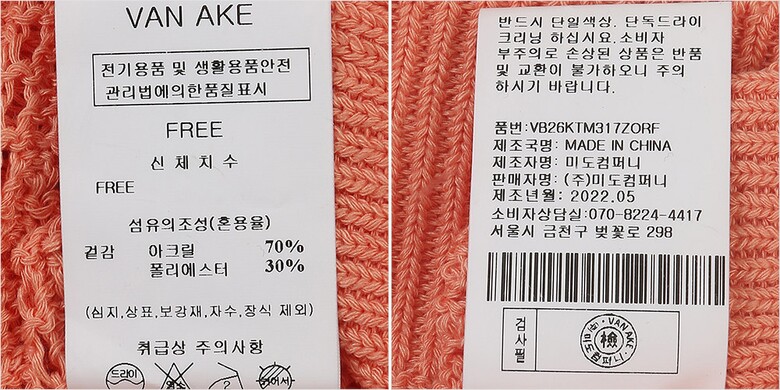 VAN AKE
전기용품 및 생활용품안전
관리법에의한품질표시
FREE
신체치수
FREE
섬유의조성(혼용율)
겉감 아크릴 70%
폴리에스터 30%
(심지,상표,보강재,자수,장식 제외)
취급상 주의사항
드라이
반드시 단일색상. 단독드라이
크리닝 하십시요.소비자
부주의로 손상된 상품은 반품
및 교환이 불가하오니 주의
하시기 바랍니다.
품번:VB26KTM317ZORF
제조국명: MADE IN CHINA
제조자명: 미도컴퍼니
판매자명: (주)미도컴퍼니
제조년월: 2022.05
소비자상담실:070-8224-4417
서울시 금천구 벚꽃로 298
검사필
VAN AKE
檢
(주)미도컴퍼니